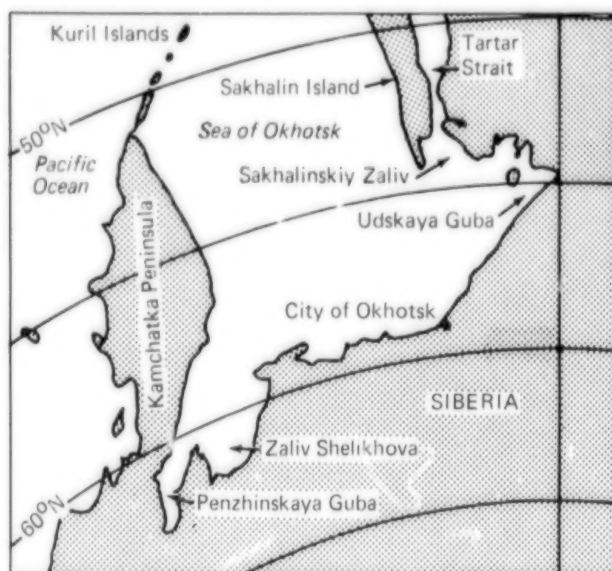 Kuril Islands
Tartar
Strait
Sakhalin Island
50°N
Sea of Okhotsk
Pacific
Ocean
Sakhalinskiy Zaliv
Udskaya Guba
Kamchatka Peninsula
City of Okhotsk
SIBERIA
Zaliv Shelikhova
60°N
Penzhinskaya Guba